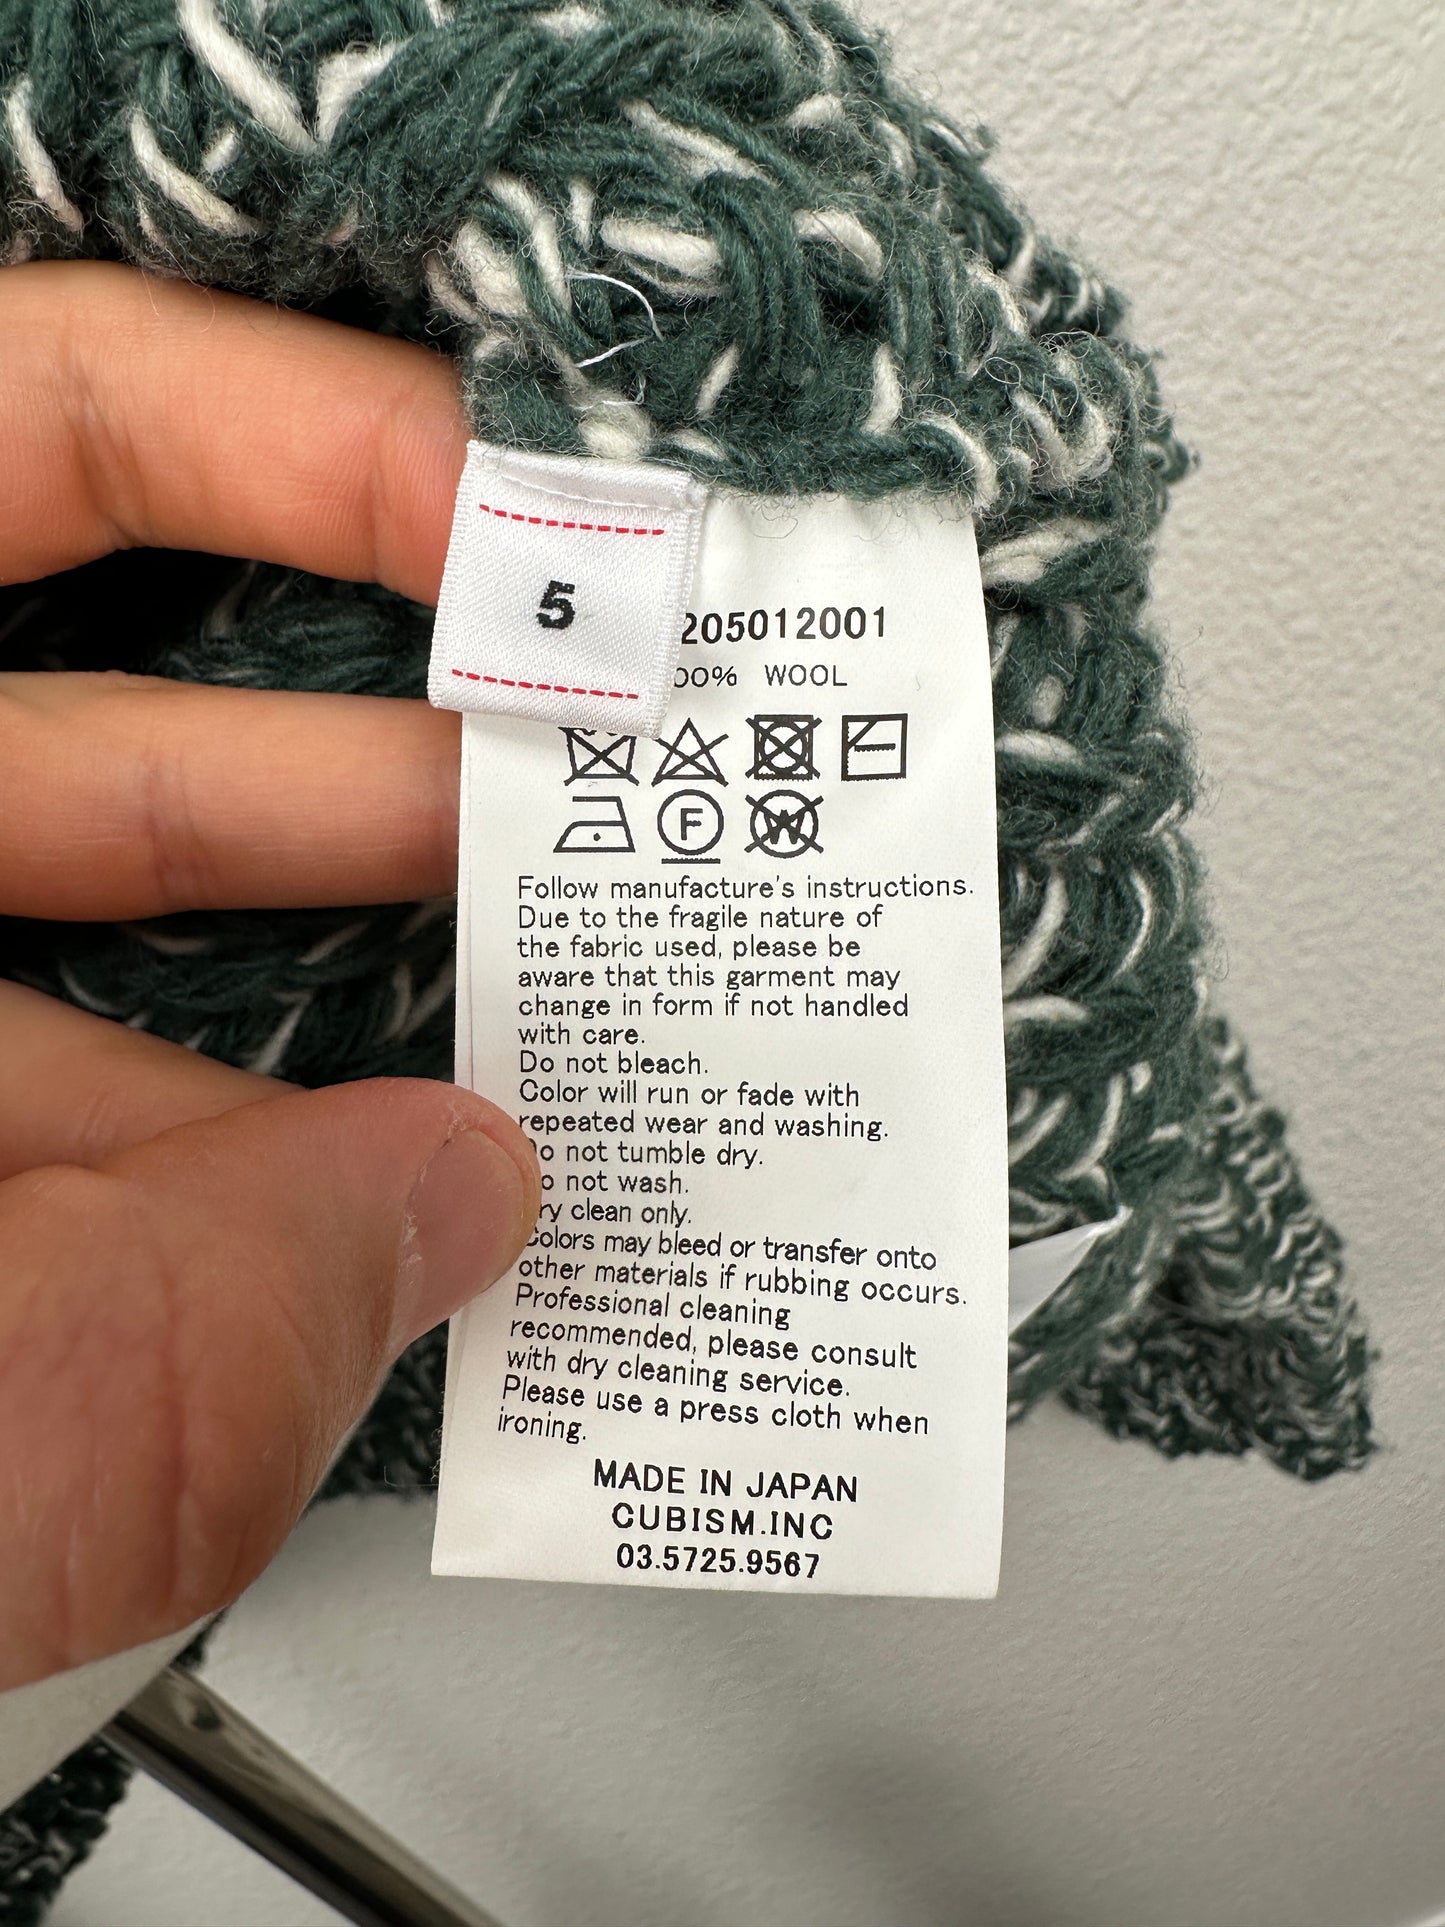 5
205012001
00% WOOL
F
W
Follow manufacture's instructions.
Due to the fragile nature of
the fabric used, please be
aware that this garment may
change in form if not handled
with care.
Do not bleach.
Color will run or fade with
repeated wear and washing.
Do not tumble dry.
Do not wash.
Dry clean only.
Colors may bleed or transfer onto
other materials if rubbing occurs.
Professional cleaning
recommended, please consult
with dry cleaning service.
Please use a press cloth when
ironing.
MADE IN JAPAN
CUBISM.INC
03.5725.9567